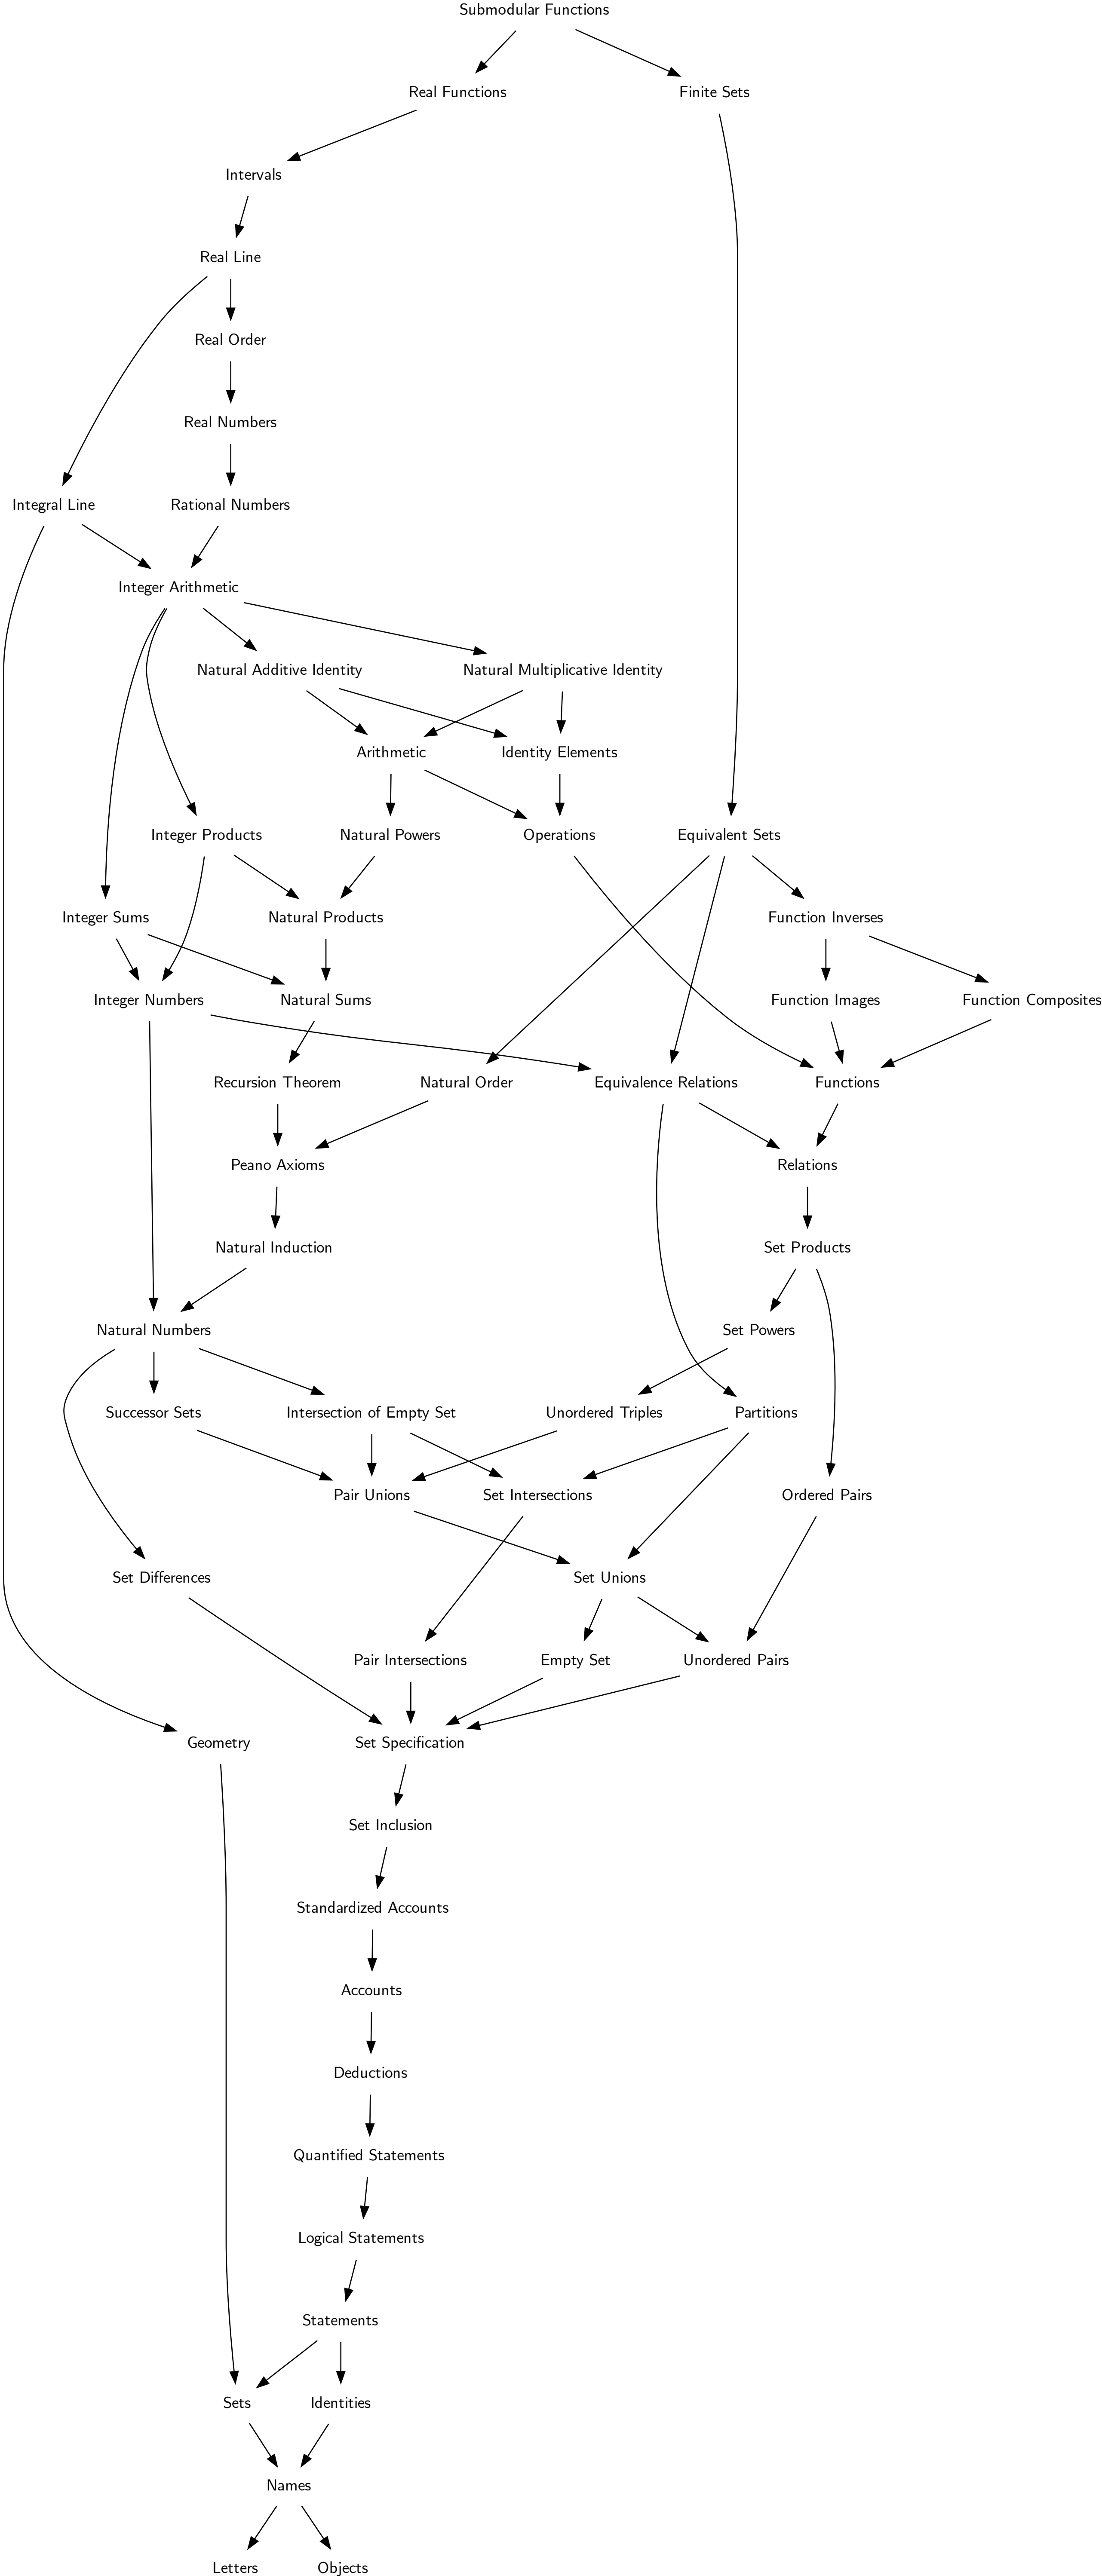 Submodular Functions
Real Functions
Finite Sets
Intervals
Real Line
Real Order
Real Numbers
Integral Line
Rational Numbers
Integer Arithmetic
Natural Additive Identity
Natural Multiplicative Identity
Arithmetic
Identity Elements
Integer Products
Natural Powers
Operations
Equivalent Sets
Integer Sums
Natural Products
Function Inverses
Integer Numbers
Natural Sums
Function Images
Function Composites
Recursion Theorem
Natural Order
Equivalence Relations
Functions
Peano Axioms
Relations
Natural Induction
Set Products
Natural Numbers
Set Powers
Successor Sets
Intersection of Empty Set
Unordered Triples
Partitions
Pair Unions
Set Intersections
Ordered Pairs
Set Differences
Set Unions
Pair Intersections
Empty Set
Unordered Pairs
Geometry
Set Specification
Set Inclusion
Standardized Accounts
Accounts
Deductions
Quantified Statements
Logical Statements
Statements
Sets
Identities
Names
Letters
Objects